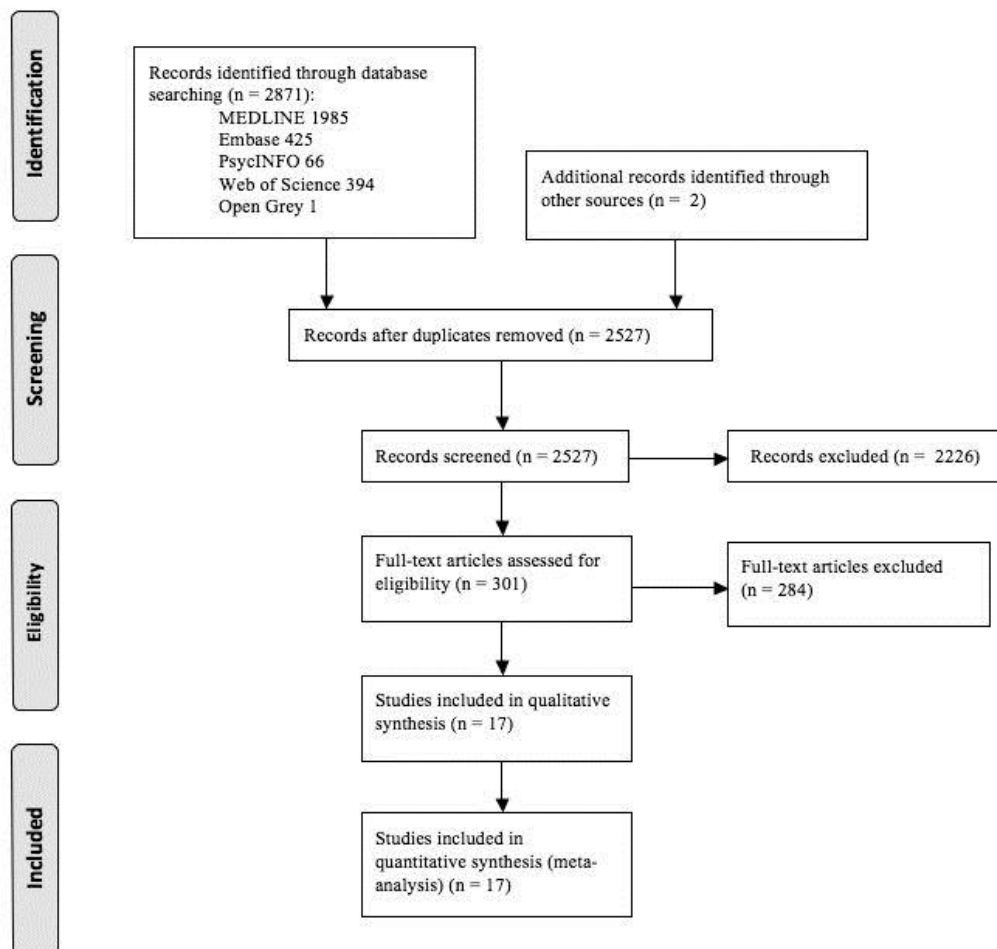 Identification
Records identified through database
searching (n = 2871):
MEDLINE 1985
Embase 425
PsycINFO 66
Web of Science 394
Open Grey 1
Additional records identified through
other sources (n = 2)
Screening
Records after duplicates removed (n = 2527)
Records screened (n = 2527)
Records excluded (n = 2226)
Eligibility
Full-text articles assessed for
eligibility (n = 301)
Full-text articles excluded
(n = 284)
Studies included in qualitative
synthesis (n = 17)
Included
Studies included in
quantitative synthesis (meta-
analysis) (n = 17)